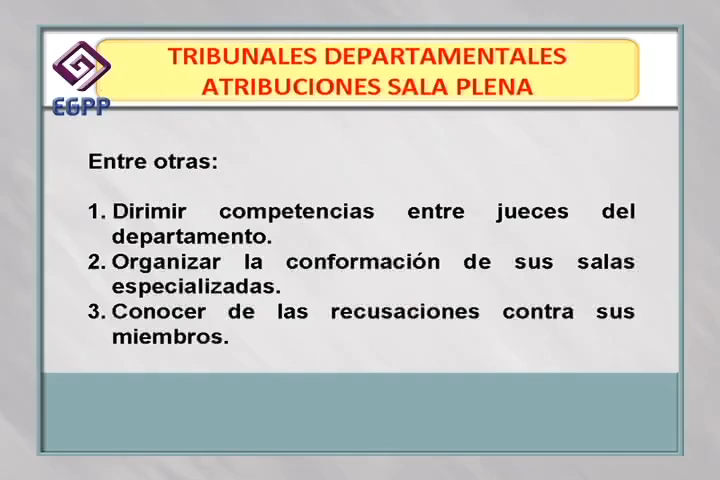 TRIBUNALES DEPARTAMENTALES
ATRIBUCIONES SALA PLENA
EGPP
Entre otras:
1. Dirimir competencias entre jueces del
departamento.
2. Organizar la conformación de sus salas
especializadas.
3. Conocer de las recusaciones contra sus
miembros.